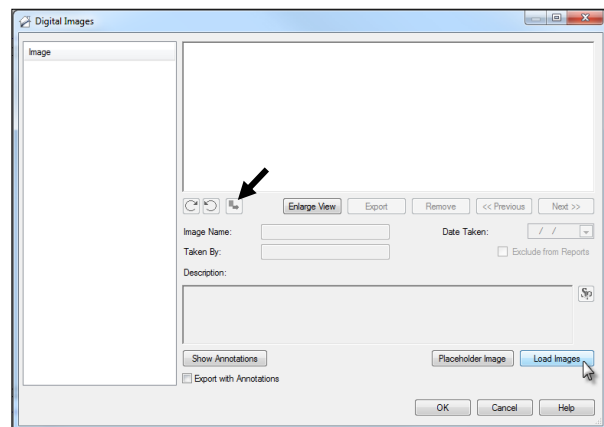 Digital Images
Image
Enlarge View Export Remove << Previous Next >>
Image Name: Date Taken: / /
Taken By: Exclude from Reports
Description:
Show Annotations Placeholder Image Load Images
Export with Annotations
OK Cancel Help